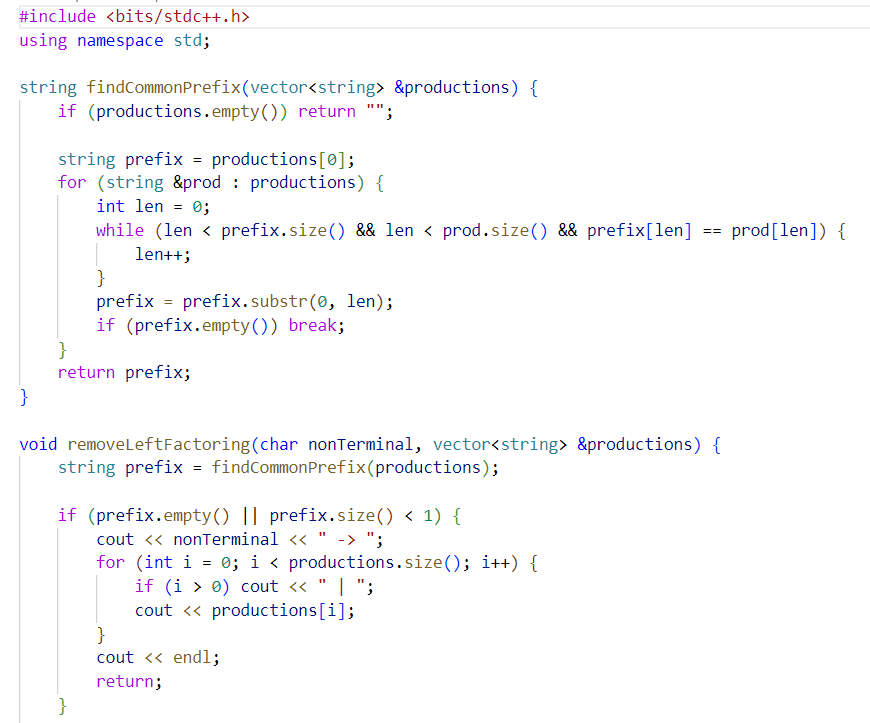 #include <bits/stdc++.h>
using namespace std;
string findCommonPrefix(vector<string> &productions) {
if (productions.empty()) return "";
string prefix = productions[0];
for (string &prod : productions) {
int len = 0;
while (len < prefix.size() && len < prod.size() && prefix[len] == prod[len]) {
len++;
}
prefix = prefix.substr(0, len);
if (prefix.empty()) break;
}
return prefix;
}
void removeLeftFactoring(char nonTerminal, vector<string> &productions) {
string prefix = findCommonPrefix(productions);
if (prefix.empty() || prefix.size() < 1) {
cout << nonTerminal << " -> ";
for (int i = 0; i < productions.size(); i++) {
if (i > 0) cout << " | ";
cout << productions[i];
}
cout << endl;
return;
}